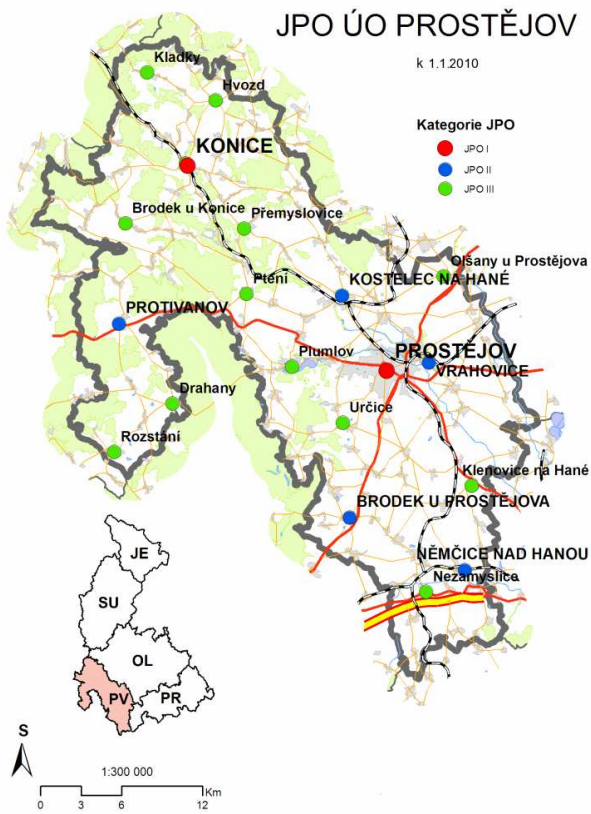 JPO ÚO PROSTĚJOV
k 1.1.2010
Kategorie JPO
JPO I
JPO II
JPO III
Kladky
Hvozd
KONICE
Brodek u Konice
Přemyslovice
Olšany u Prostějova
Ptení
KOSTELEC NA HANÉ
PROTIVANOV
PROSTĚJOV
Plumlov
VRAHOVICE
Drahany
Určice
Rozstání
Klenovice na Hané
BRODEK U PROSTĚJOVA
NĚMČICE NAD HANOU
Nezamyslice
JE
SU
OL
PV
PR
S
1:300 000
Km
0 3 6 12